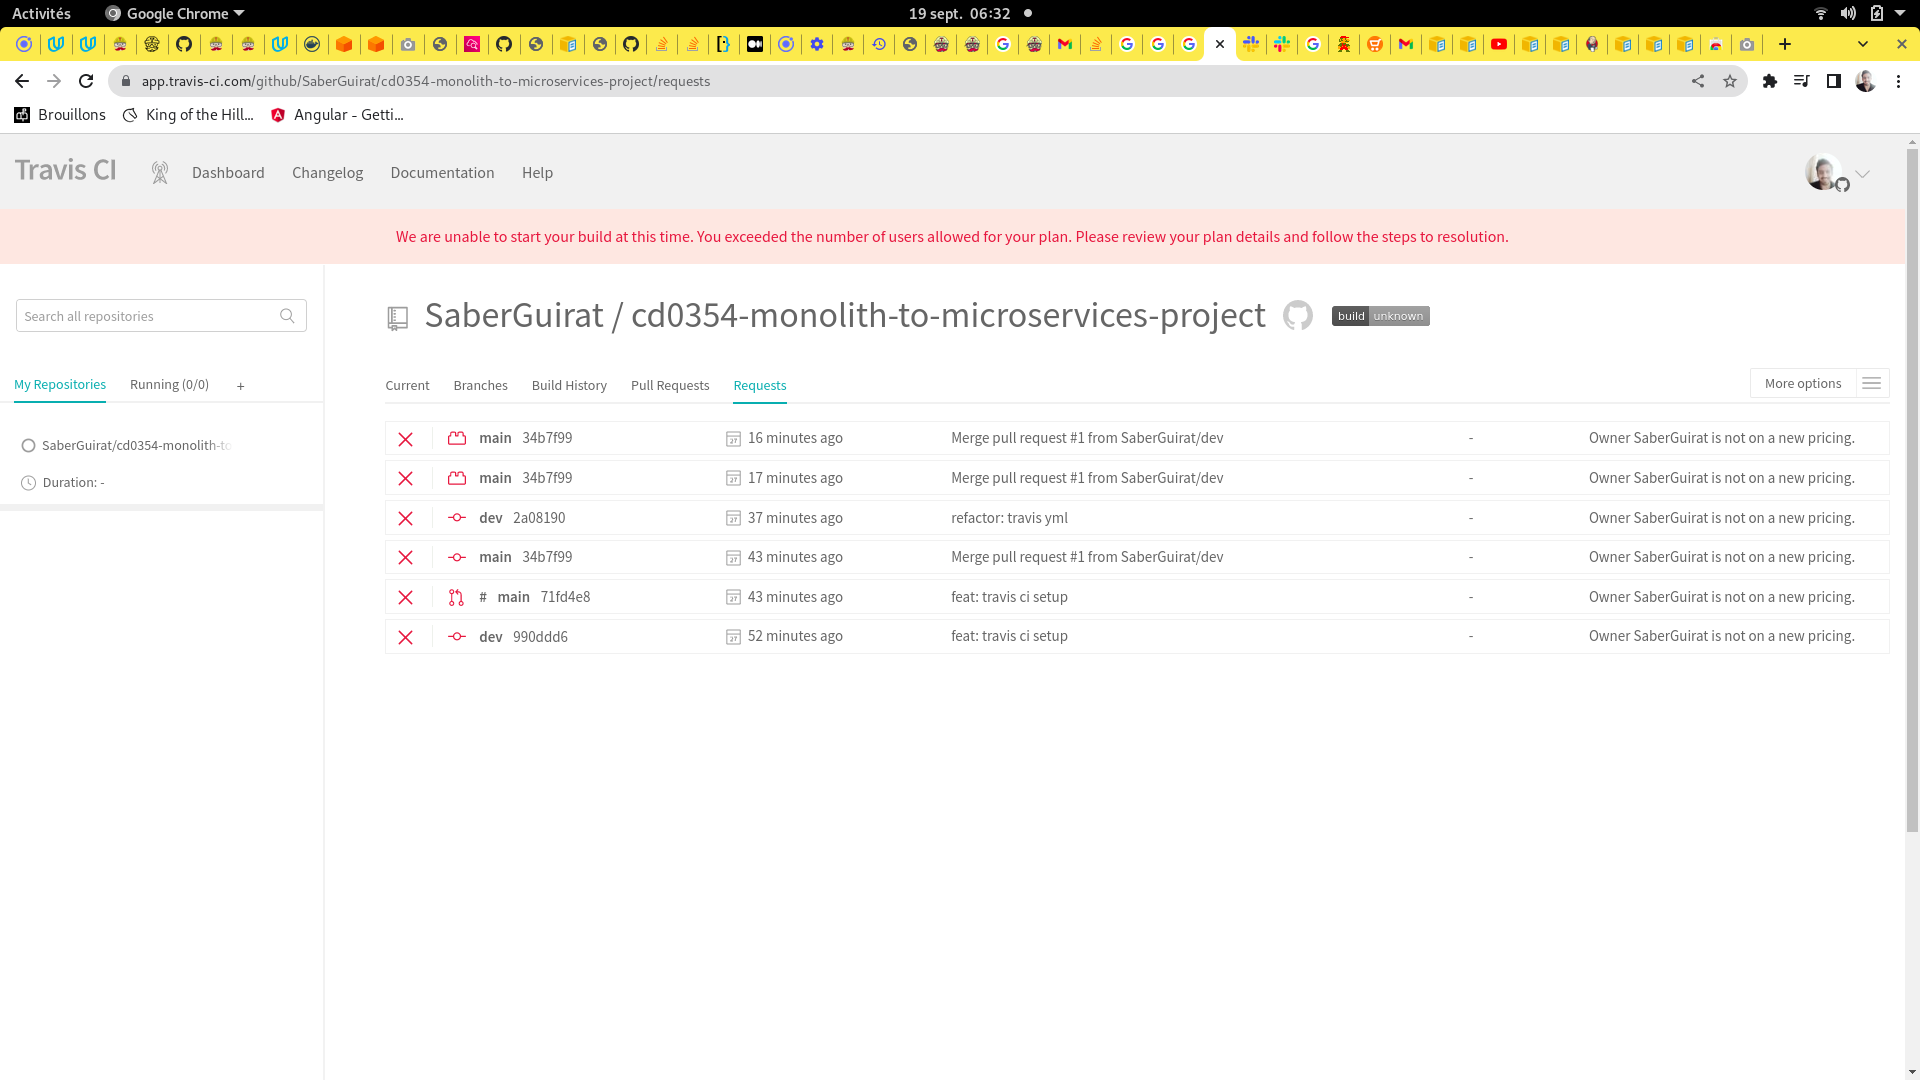 Activités Google Chrome 19 sept. 06:32
app.travis-ci.com/github/SaberGuirat/cd0354-monolith-to-microservices-project/requests
Brouillons King of the Hill... Angular - Getti...
Travis CI Dashboard Changelog Documentation Help
We are unable to start your build at this time. You exceeded the number of users allowed for your plan. Please review your plan details and follow the steps to resolution.
Search all repositories
SaberGuirat / cd0354-monolith-to-microservices-project build unknown
My Repositories Running (0/0) +
Current Branches Build History Pull Requests Requests More options
SaberGuirat/cd0354-monolith-to
Duration: -
main 34b7f99 16 minutes ago Merge pull request #1 from SaberGuirat/dev - Owner SaberGuirat is not on a new pricing.
main 34b7f99 17 minutes ago Merge pull request #1 from SaberGuirat/dev - Owner SaberGuirat is not on a new pricing.
dev 2a08190 37 minutes ago refactor: travis yml - Owner SaberGuirat is not on a new pricing.
main 34b7f99 43 minutes ago Merge pull request #1 from SaberGuirat/dev - Owner SaberGuirat is not on a new pricing.
# main 71fd4e8 43 minutes ago feat: travis ci setup - Owner SaberGuirat is not on a new pricing.
dev 990ddd6 52 minutes ago feat: travis ci setup - Owner SaberGuirat is not on a new pricing.